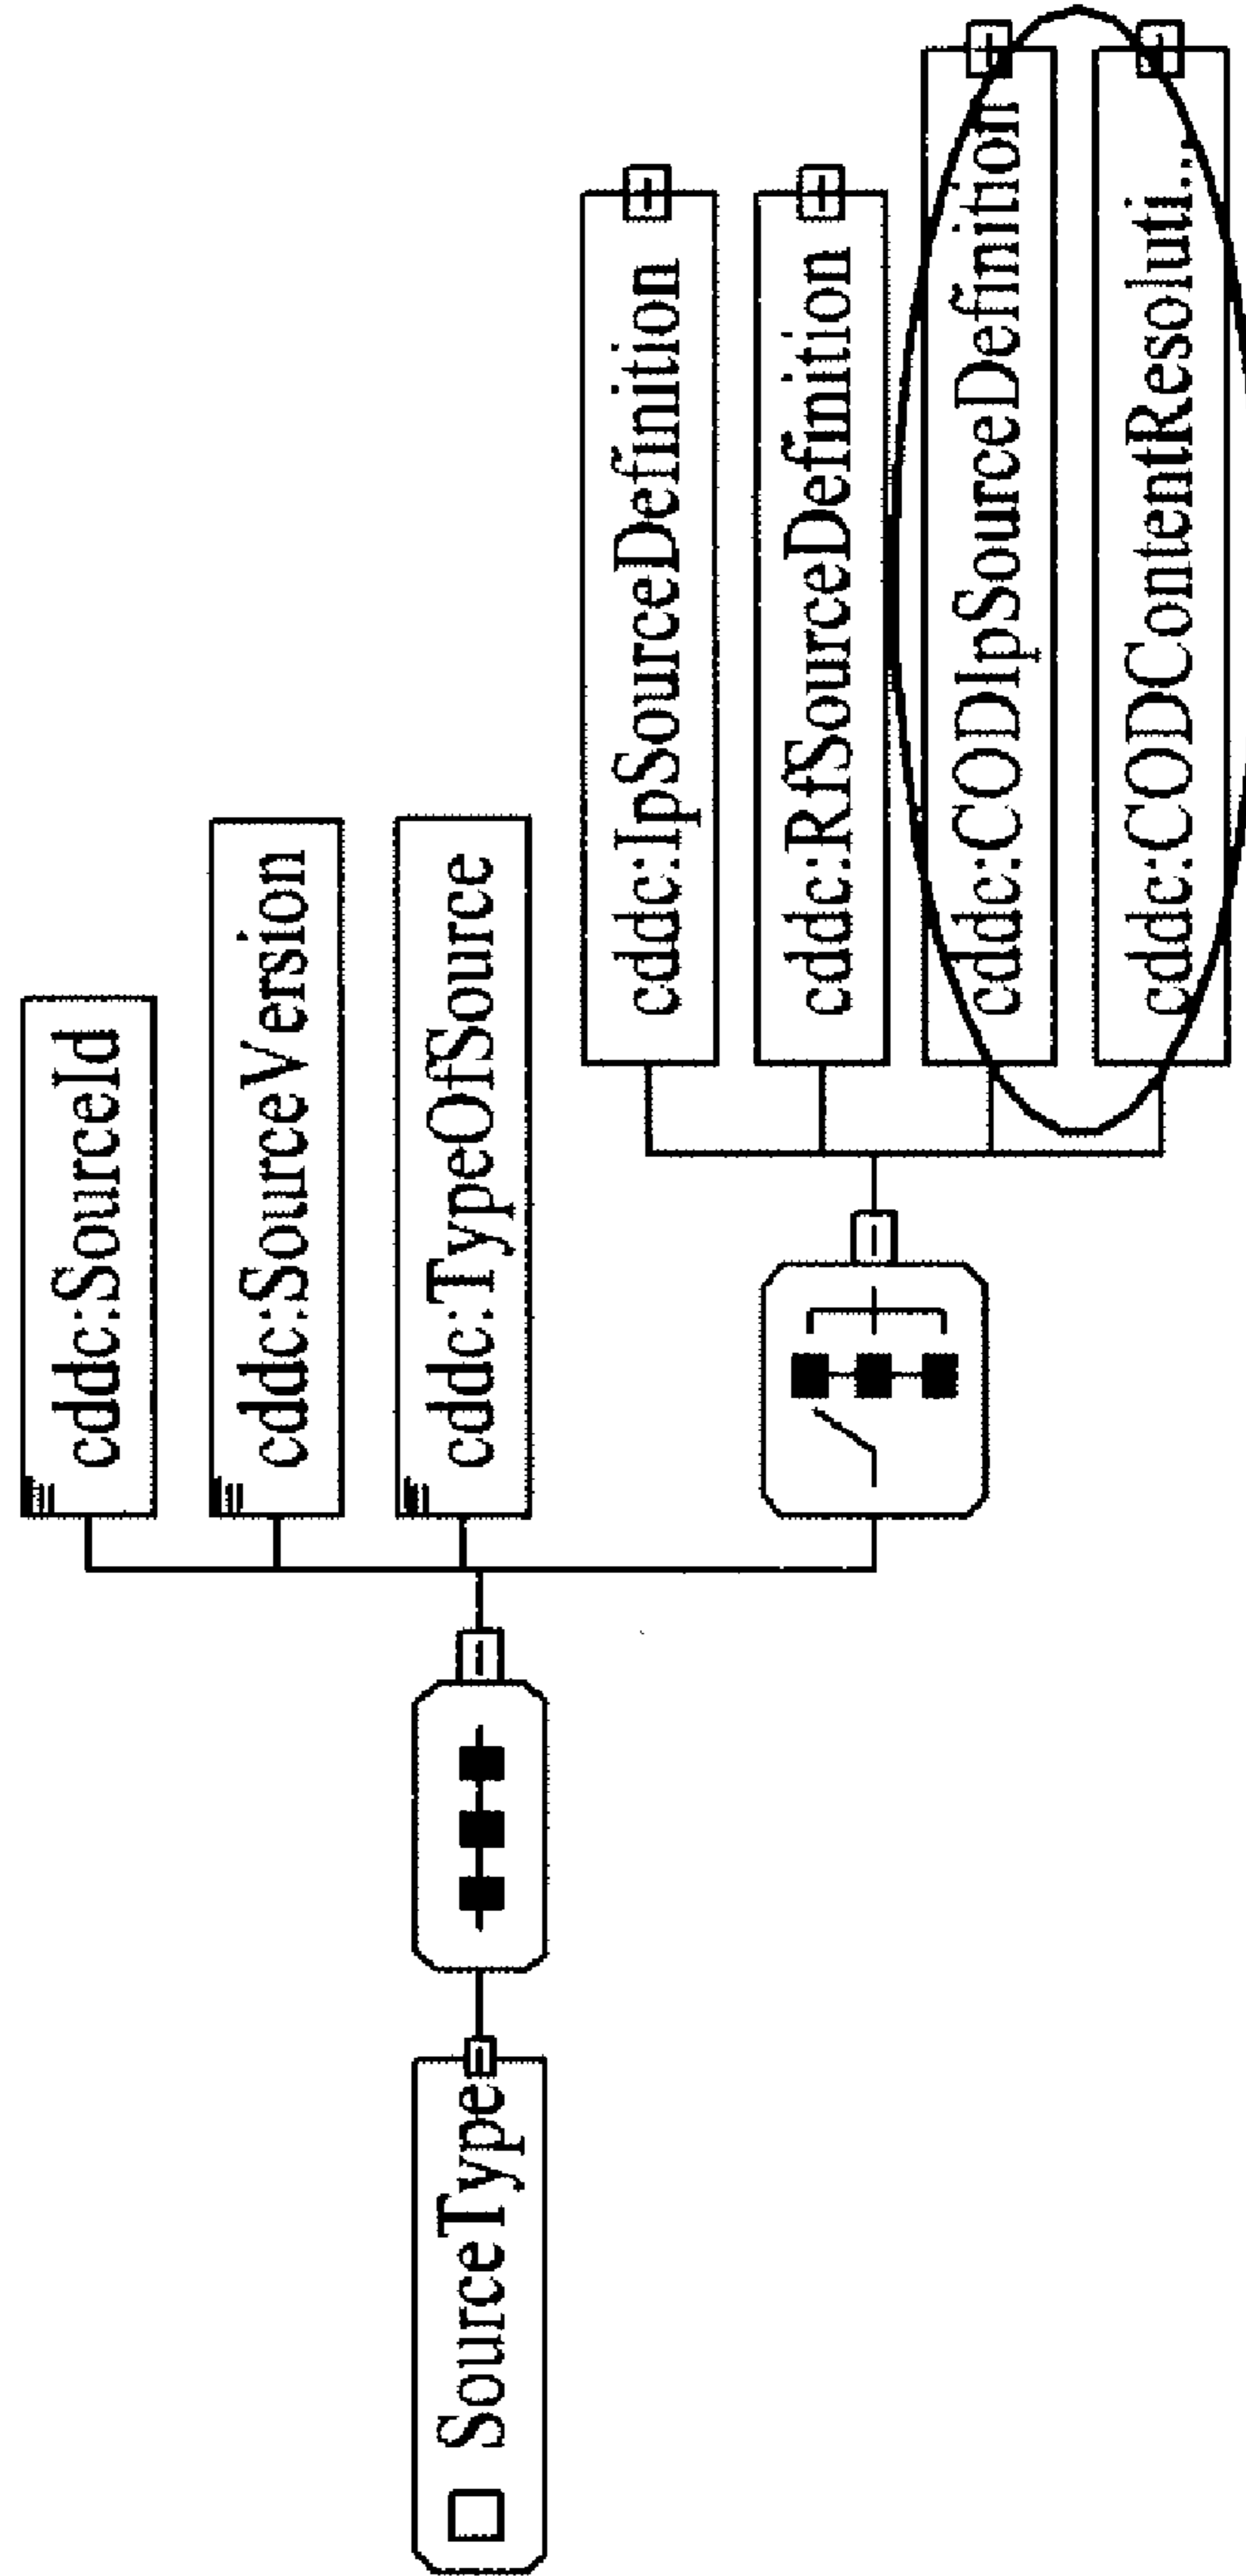 SourceType
cddc:SourceId
cddc:SourceVersion
cddc:TypeOfSource
cddc:IpSourceDefinition
cddc:RfSourceDefinition
cddc:CODIpSourceDefinition
cddc:CODContentResoluti...